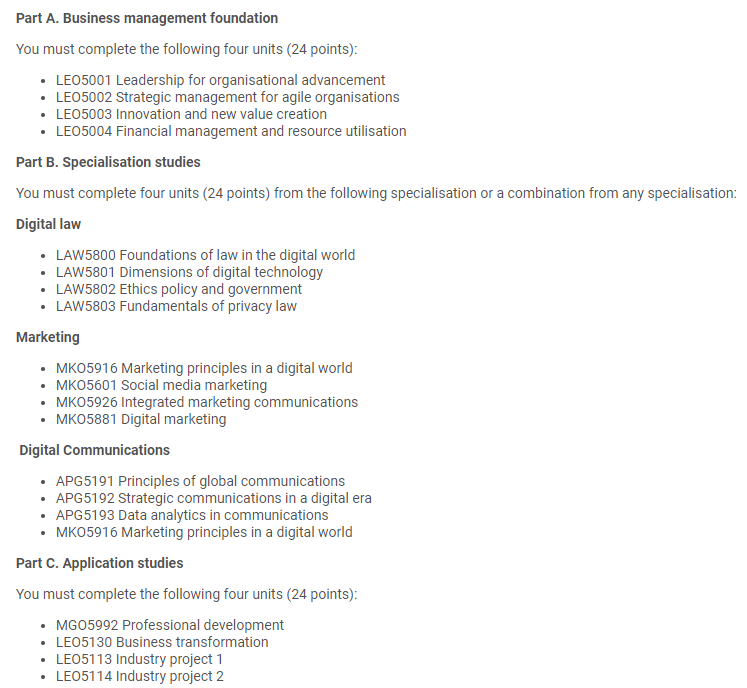 Part A. Business management foundation
You must complete the following four units (24 points):
• LEO5001 Leadership for organisational advancement
• LEO5002 Strategic management for agile organisations
• LEO5003 Innovation and new value creation
• LEO5004 Financial management and resource utilisation
Part B. Specialisation studies
You must complete four units (24 points) from the following specialisation or a combination from any specialisation:
Digital law
• LAW5800 Foundations of law in the digital world
• LAW5801 Dimensions of digital technology
• LAW5802 Ethics policy and government
• LAW5803 Fundamentals of privacy law
Marketing
• MKO5916 Marketing principles in a digital world
• MKO5601 Social media marketing
• MKO5926 Integrated marketing communications
• MKO5881 Digital marketing
Digital Communications
• APG5191 Principles of global communications
• APG5192 Strategic communications in a digital era
• APG5193 Data analytics in communications
• MKO5916 Marketing principles in a digital world
Part C. Application studies
You must complete the following four units (24 points):
• MGO5992 Professional development
• LEO5130 Business transformation
• LEO5113 Industry project 1
• LEO5114 Industry project 2